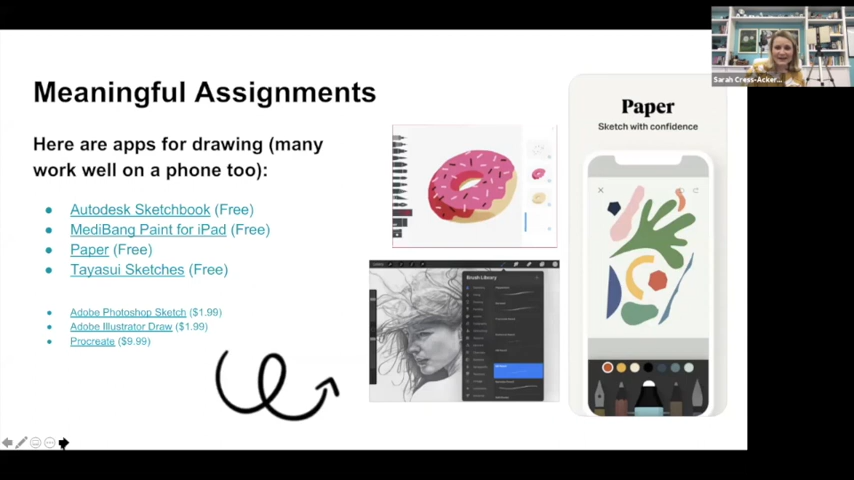 Meaningful Assignments
Here are apps for drawing (many
work well on a phone too):
Autodesk Sketchbook (Free)
MediBang Paint for iPad (Free)
Paper (Free)
Tayasui Sketches (Free)
Adobe Photoshop Sketch ($1.99)
Adobe Illustrator Draw ($1.99)
Procreate ($9.99)
Brush Library
Paper
Sketch with confidence
Sarah Cress-Acker...